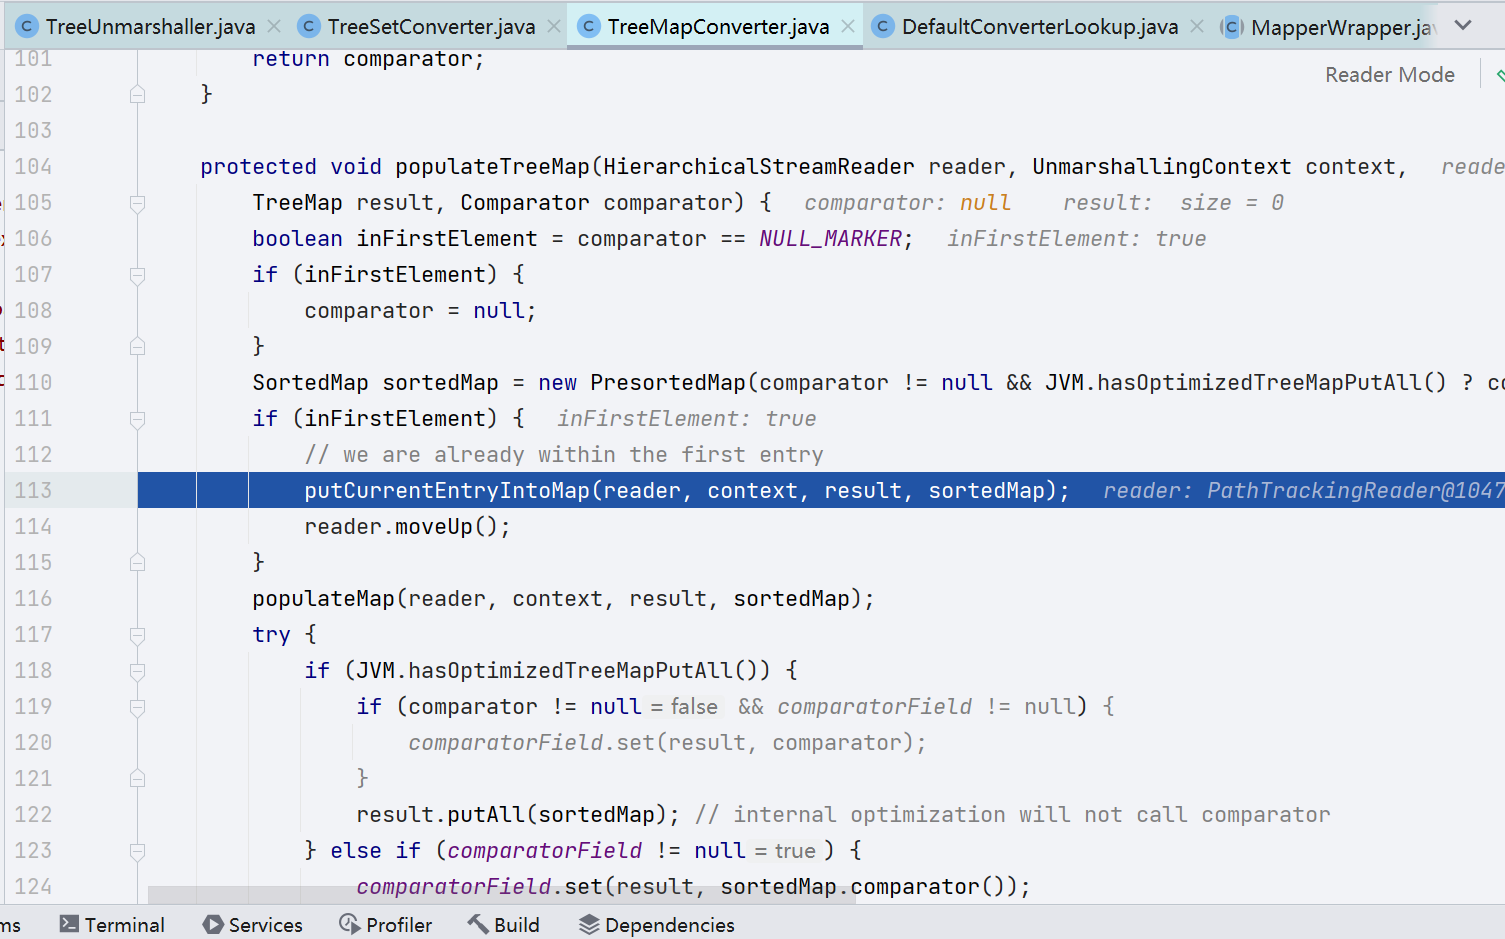 TreeUnmarshaller.java TreeSetConverter.java TreeMapConverter.java DefaultConverterLookup.java MapperWrapper.jav
Reader Mode
101 return comparator;
102 }
103
104 protected void populateTreeMap(HierarchicalStreamReader reader, UnmarshallingContext context, reade
105 TreeMap result, Comparator comparator) { comparator: null result: size = 0
106 boolean inFirstElement = comparator == NULL_MARKER; inFirstElement: true
107 if (inFirstElement) {
108 comparator = null;
109 }
110 SortedMap sortedMap = new PresortedMap(comparator != null && JVM.hasOptimizedTreeMapPutAll() ? co
111 if (inFirstElement) { inFirstElement: true
112 // we are already within the first entry
113 putCurrentEntryIntoMap(reader, context, result, sortedMap); reader: PathTrackingReader@1047
114 reader.moveUp();
115 }
116 populateMap(reader, context, result, sortedMap);
117 try {
118 if (JVM.hasOptimizedTreeMapPutAll()) {
119 if (comparator != null = false && comparatorField != null) {
120 comparatorField.set(result, comparator);
121 }
122 result.putAll(sortedMap); // internal optimization will not call comparator
123 } else if (comparatorField != null = true ) {
124 comparatorField.set(result, sortedMap.comparator());
ms Terminal Services Profiler Build Dependencies